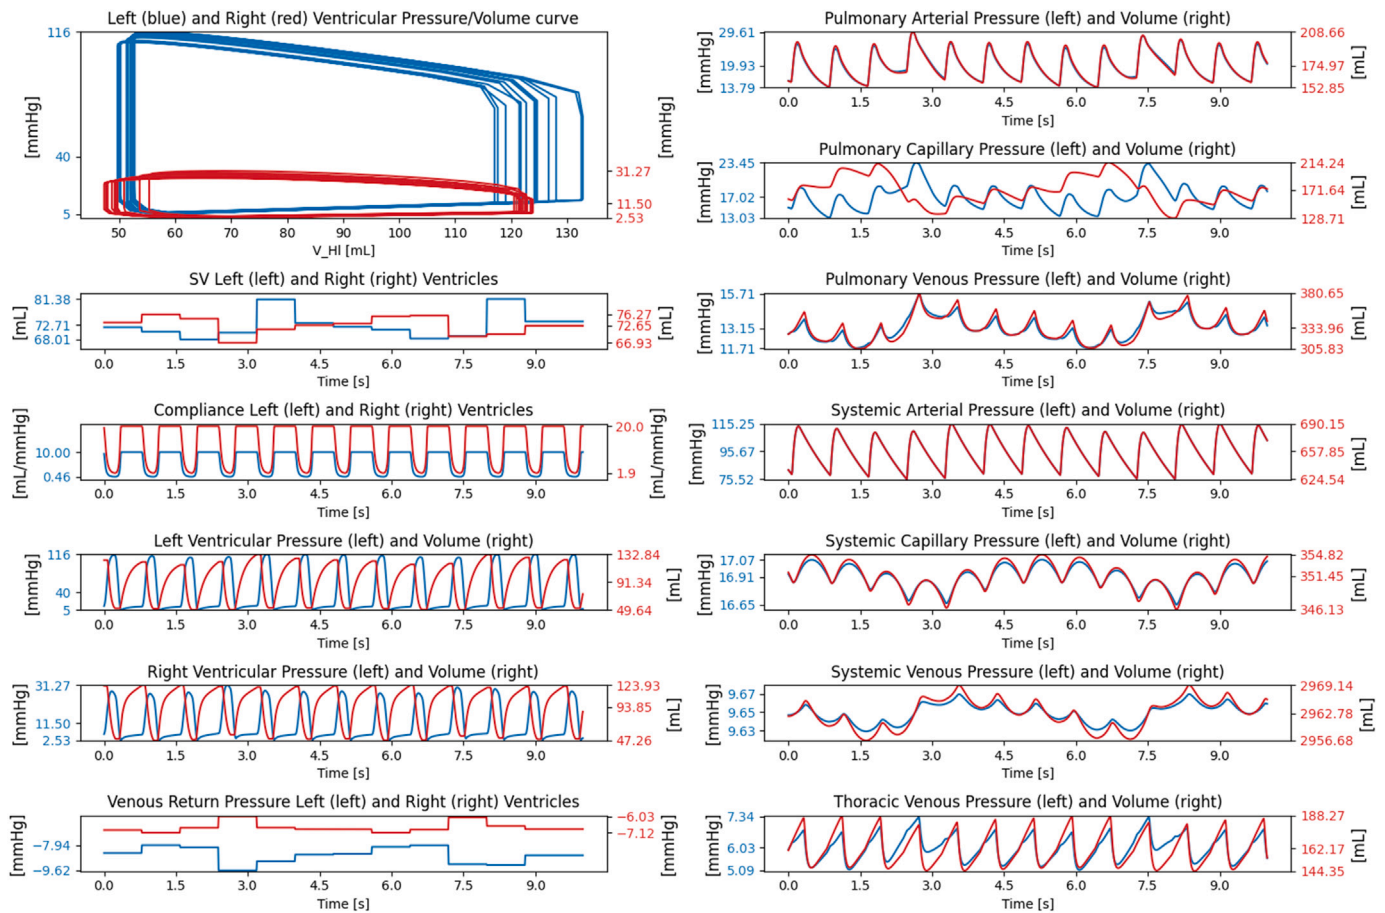 Left (blue) and Right (red) Ventricular Pressure/Volume curve
116
40
5
[mmHg]
31.27
11.50
2.53
[mmHg]
50 60 70 80 90 100 110 120 130
V_Hl [mL]
SV Left (left) and Right (right) Ventricles
81.38
72.71
68.01
[mL]
76.27
72.65
66.93
[mL]
0.0 1.5 3.0 4.5 6.0 7.5 9.0
Time [s]
Compliance Left (left) and Right (right) Ventricles
10.00
0.46
[mL/mmHg]
20.0
1.9
[mL/mmHg]
0.0 1.5 3.0 4.5 6.0 7.5 9.0
Time [s]
Left Ventricular Pressure (left) and Volume (right)
116
40
5
[mmHg]
132.84
91.34
49.64
[mL]
0.0 1.5 3.0 4.5 6.0 7.5 9.0
Time [s]
Right Ventricular Pressure (left) and Volume (right)
31.27
11.50
2.53
[mmHg]
123.93
93.85
47.26
[mL]
0.0 1.5 3.0 4.5 6.0 7.5 9.0
Time [s]
Venous Return Pressure Left (left) and Right (right) Ventricles
−7.94
−9.62
[mmHg]
−6.03
−7.12
[mmHg]
0.0 1.5 3.0 4.5 6.0 7.5 9.0
Time [s]
Pulmonary Arterial Pressure (left) and Volume (right)
29.61
19.93
13.79
[mmHg]
208.66
174.97
152.85
[mL]
0.0 1.5 3.0 4.5 6.0 7.5 9.0
Time [s]
Pulmonary Capillary Pressure (left) and Volume (right)
23.45
17.02
13.03
[mmHg]
214.24
171.64
128.71
[mL]
0.0 1.5 3.0 4.5 6.0 7.5 9.0
Time [s]
Pulmonary Venous Pressure (left) and Volume (right)
15.71
13.15
11.71
[mmHg]
380.65
333.96
305.83
[mL]
0.0 1.5 3.0 4.5 6.0 7.5 9.0
Time [s]
Systemic Arterial Pressure (left) and Volume (right)
115.25
95.67
75.52
[mmHg]
690.15
657.85
624.54
[mL]
0.0 1.5 3.0 4.5 6.0 7.5 9.0
Time [s]
Systemic Capillary Pressure (left) and Volume (right)
17.07
16.91
16.65
[mmHg]
354.82
351.45
346.13
[mL]
0.0 1.5 3.0 4.5 6.0 7.5 9.0
Time [s]
Systemic Venous Pressure (left) and Volume (right)
9.67
9.65
9.63
[mmHg]
2969.14
2962.78
2956.68
[mL]
0.0 1.5 3.0 4.5 6.0 7.5 9.0
Time [s]
Thoracic Venous Pressure (left) and Volume (right)
7.34
6.03
5.09
[mmHg]
188.27
162.17
144.35
[mL]
0.0 1.5 3.0 4.5 6.0 7.5 9.0
Time [s]